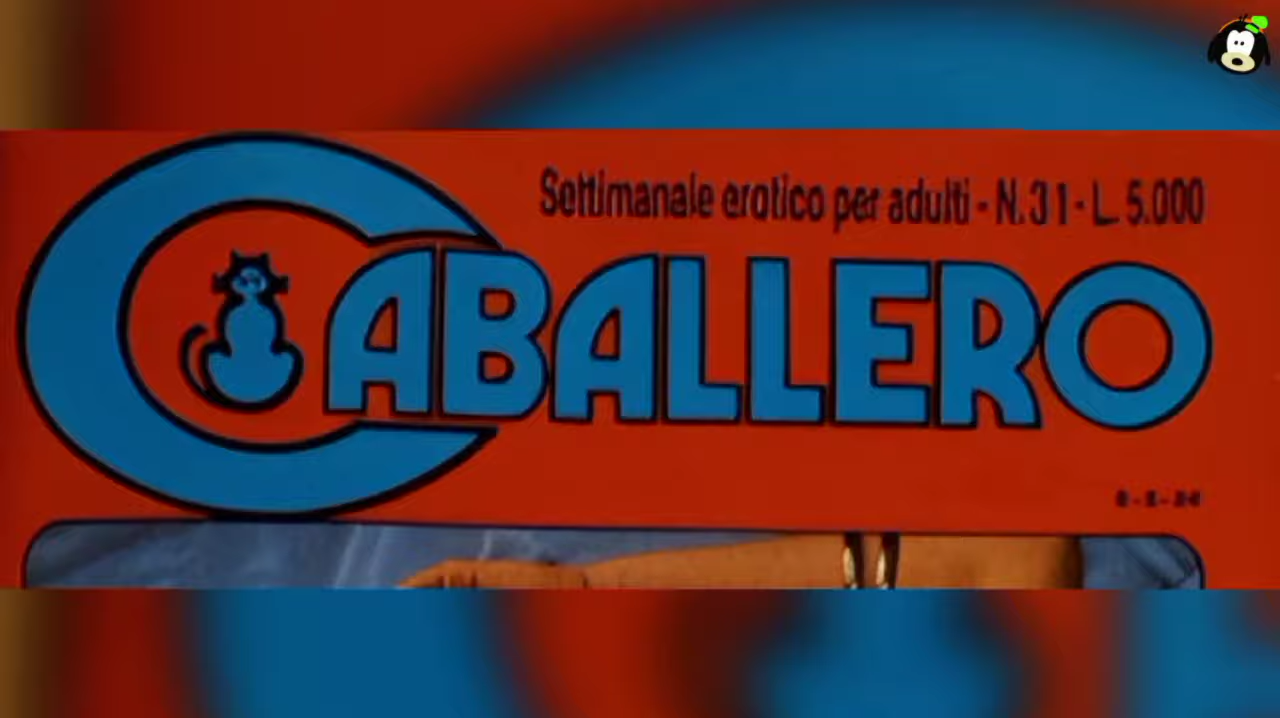 Settimanale erotico per adulti - N.31 - L. 5.000
CABALLERO